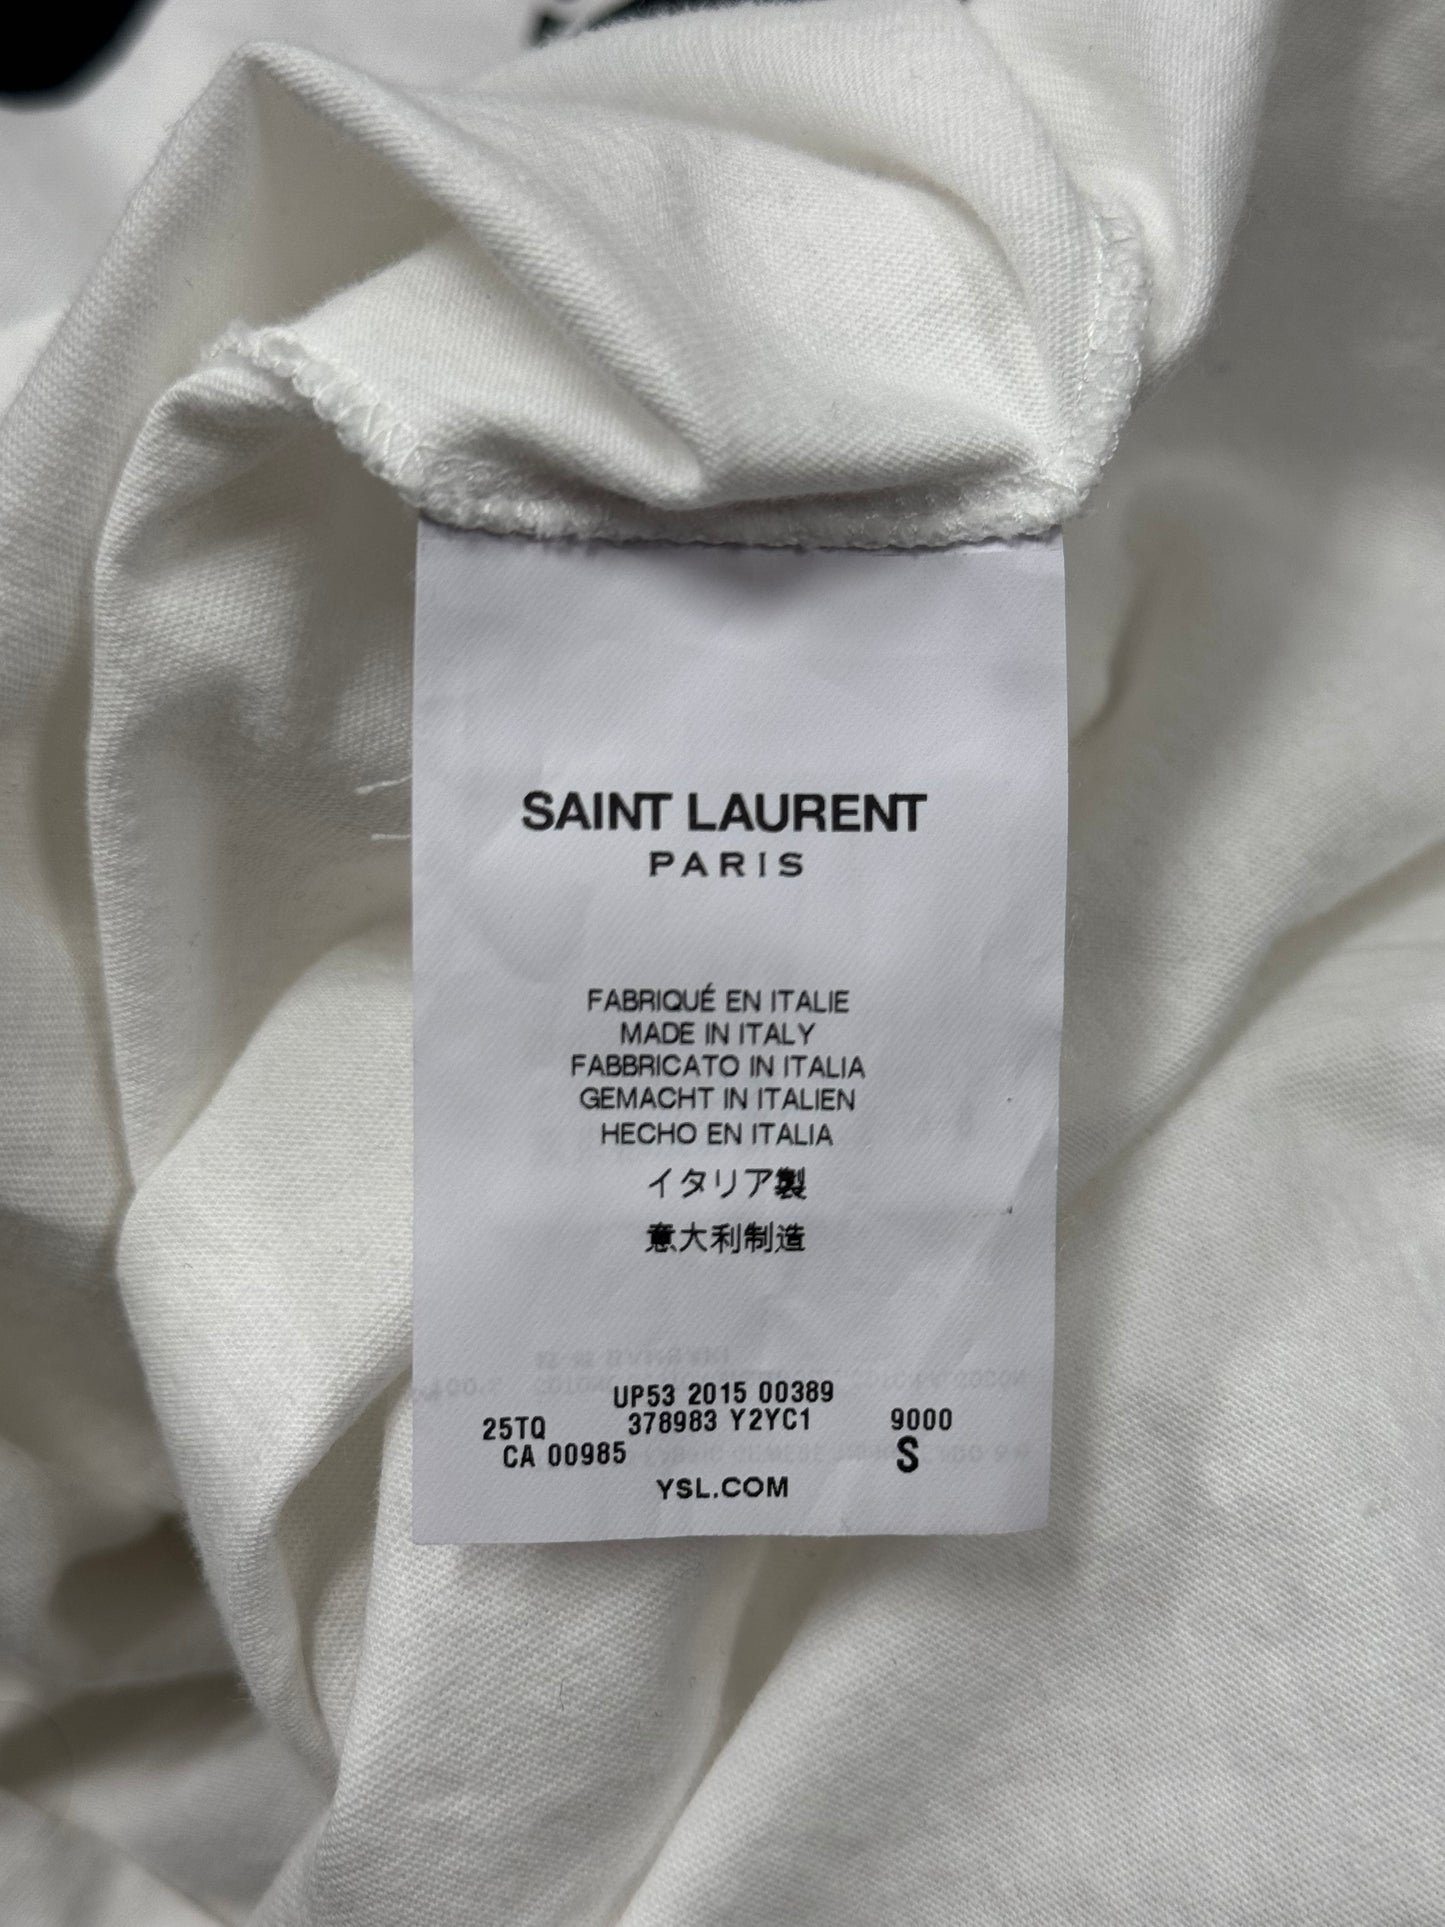 SAINT LAURENT
PARIS
FABRIQUÉ EN ITALIE
MADE IN ITALY
FABBRICATO IN ITALIA
GEMACHT IN ITALIEN
HECHO EN ITALIA
イタリア製
意大利制造
UP53 2015 00389
25TQ 378983 Y2YC1 9000
CA 00985 S
YSL.COM